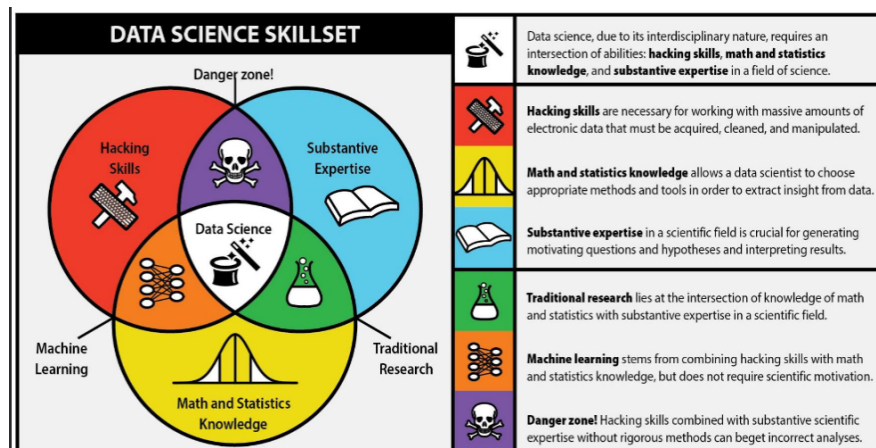 DATA SCIENCE SKILLSET
Danger zone!
Hacking
Skills
Substantive
Expertise
Data Science
Machine
Learning
Traditional
Research
Math and Statistics
Knowledge
Data science, due to its interdisciplinary nature, requires an
intersection of abilities: hacking skills, math and statistics
knowledge, and substantive expertise in a field of science.
Hacking skills are necessary for working with massive amounts of
electronic data that must be acquired, cleaned, and manipulated.
Math and statistics knowledge allows a data scientist to choose
appropriate methods and tools in order to extract insight from data.
Substantive expertise in a scientific field is crucial for generating
motivating questions and hypotheses and interpreting results.
Traditional research lies at the intersection of knowledge of math
and statistics with substantive expertise in a scientific field.
Machine learning stems from combining hacking skills with math
and statistics knowledge, but does not require scientific motivation.
Danger zone! Hacking skills combined with substantive scientific
expertise without rigorous methods can beget incorrect analyses.